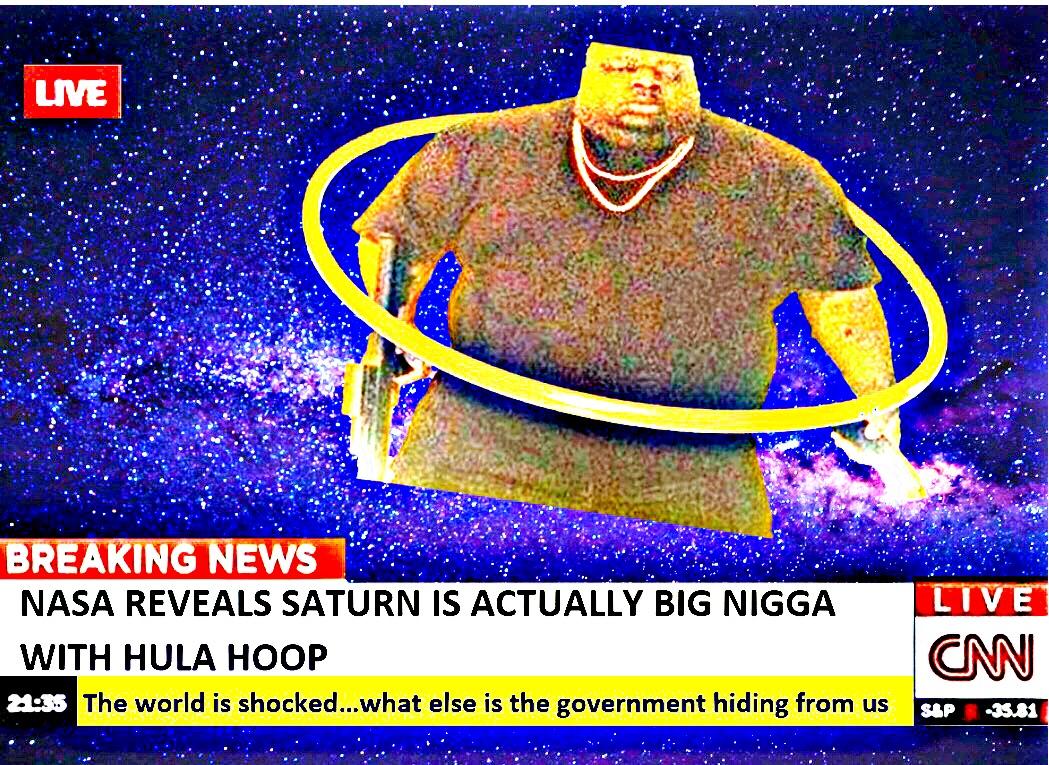 LIVE
BREAKING NEWS
NASA REVEALS SATURN IS ACTUALLY BIG NIGGA
WITH HULA HOOP
LIVE
CNN
21:35
The world is shocked...what else is the government hiding from us
S&P -35.81